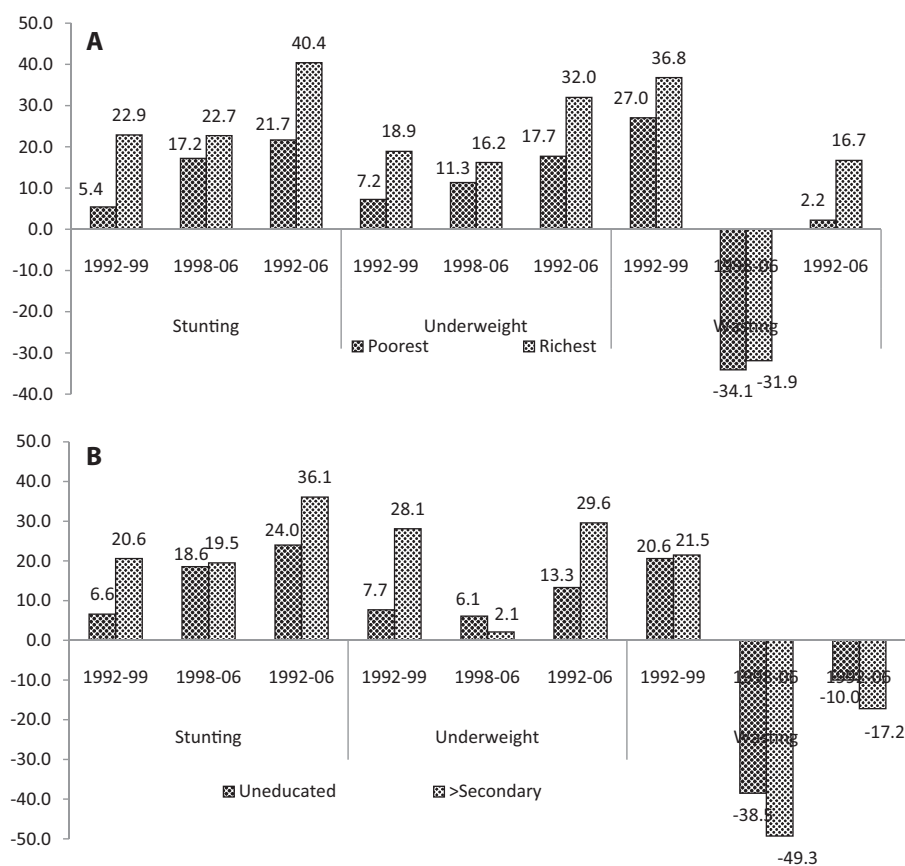 A
50.0
40.0
30.0
20.0
10.0
0.0
-10.0
-20.0
-30.0
-40.0
5.4 22.9 17.2 22.7 21.7 40.4 7.2 18.9 11.3 16.2 17.7 32.0 27.0 36.8 -34.1 -31.9 2.2 16.7
1992-99 1998-06 1992-06 1992-99 1998-06 1992-06 1992-99 1998-06 1992-06
Stunting Underweight Wasting
Poorest Richest
B
50.0
40.0
30.0
20.0
10.0
0.0
-10.0
-20.0
-30.0
-40.0
-50.0
6.6 20.6 18.6 19.5 24.0 36.1 7.7 28.1 6.1 2.1 13.3 29.6 20.6 21.5 -38.5 -49.3 -10.0 -17.2
1992-99 1998-06 1992-06 1992-99 1998-06 1992-06 1992-99 1998-06 1992-06
Stunting Underweight Wasting
Uneducated >Secondary